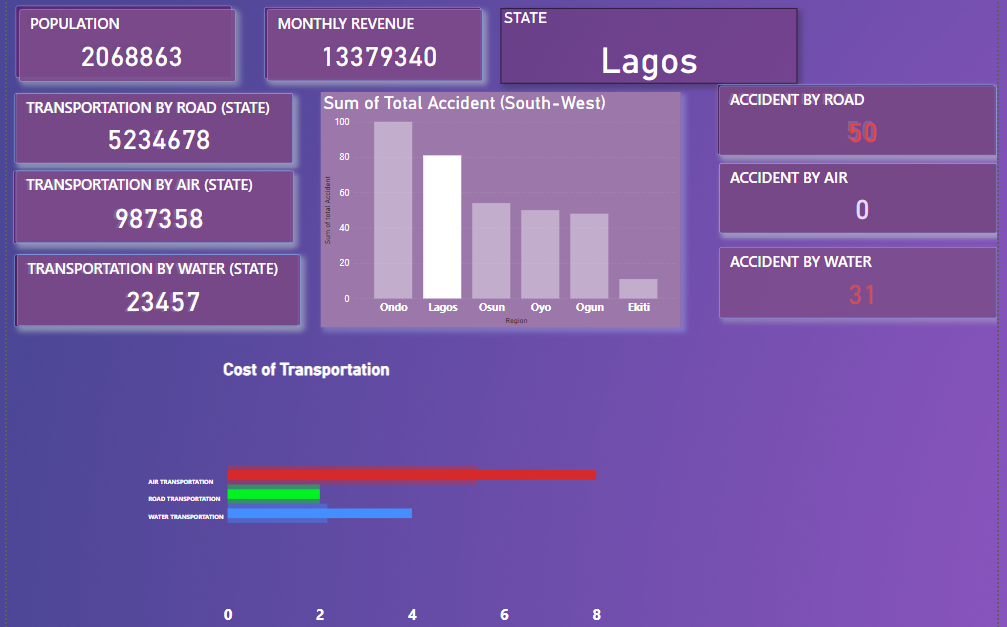 POPULATION
2068863
MONTHLY REVENUE
13379340
STATE
Lagos
TRANSPORTATION BY ROAD (STATE)
5234678
TRANSPORTATION BY AIR (STATE)
987358
TRANSPORTATION BY WATER (STATE)
23457
Sum of Total Accident (South-West)
Sum of total Accident
100
80
60
40
20
0
Ondo Lagos Osun Oyo Ogun Ekiti
Region
ACCIDENT BY ROAD
50
ACCIDENT BY AIR
0
ACCIDENT BY WATER
31
Cost of Transportation
AIR TRANSPORTATION
ROAD TRANSPORTATION
WATER TRANSPORTATION
0 2 4 6 8